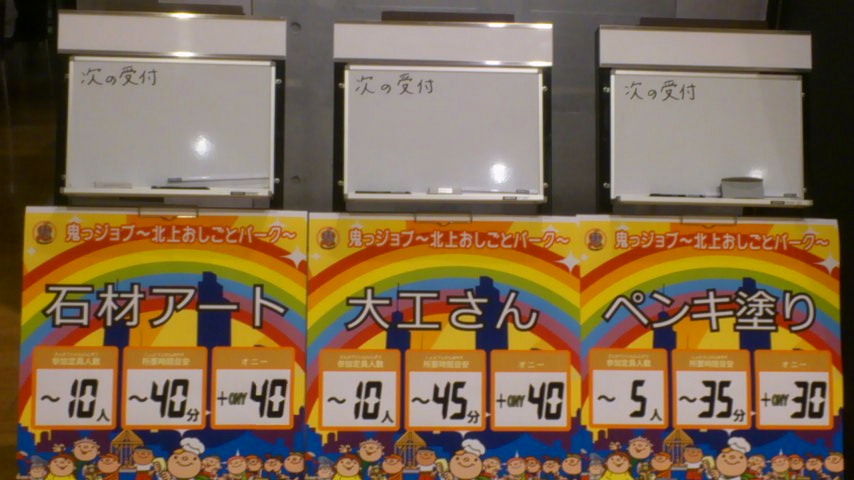 次の受付
次の受付
次の受付
鬼っジョブ～北上おしごとパーク～
石材アート
参加定員人数
所要時間目安
オニー
～10人
～40分
+ONY 40
鬼っジョブ～北上おしごとパーク～
大工さん
参加定員人数
所要時間目安
オニー
～10人
～45分
+ONY 40
鬼っジョブ～北上おしごとパーク～
ペンキ塗り
参加定員人数
所要時間目安
オニー
～5人
～35分
+ONY 30